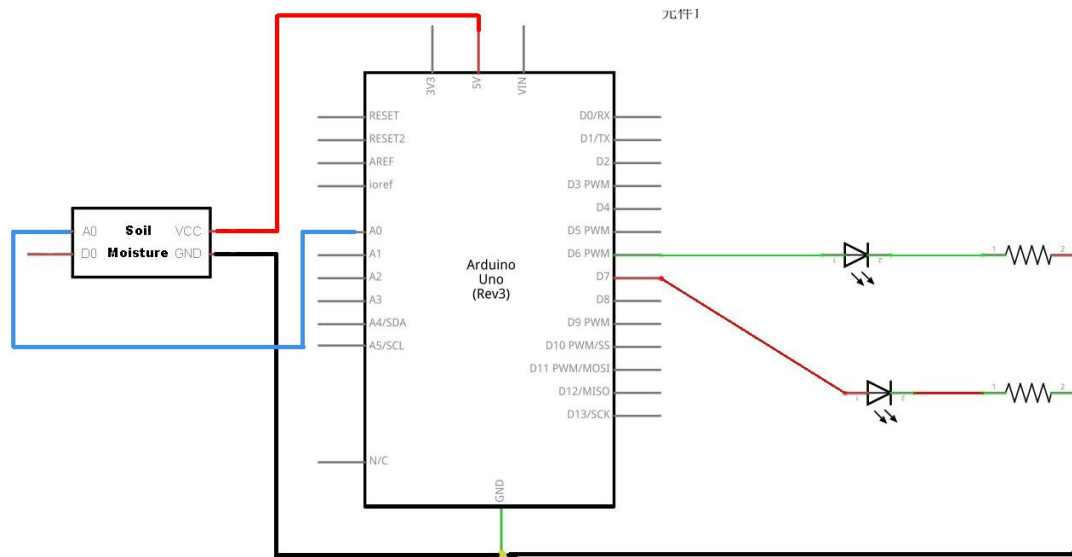 元件1
3V3
5V
VIN
RESET
RESET2
AREF
ioref
A0
A1
A2
A3
A4/SDA
A5/SCL
N/C
D0/RX
D1/TX
D2
D3 PWM
D4
D5 PWM
D6 PWM
D7
D8
D9 PWM
D10 PWM/SS
D11 PWM/MOSI
D12/MISO
D13/SCK
Arduino
Uno
(Rev3)
GND
A0 Soil VCC
D0 Moisture GND
1 2
1 2
1 2
1 2